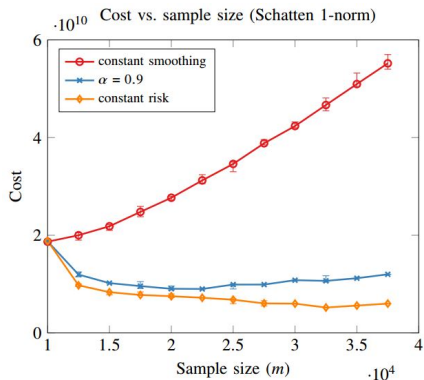 Cost vs. sample size (Schatten 1-norm)
·10^10
6
4
2
0
Cost
constant smoothing
α = 0.9
constant risk
1 1.5 2 2.5 3 3.5 4
Sample size (m)
·10^4